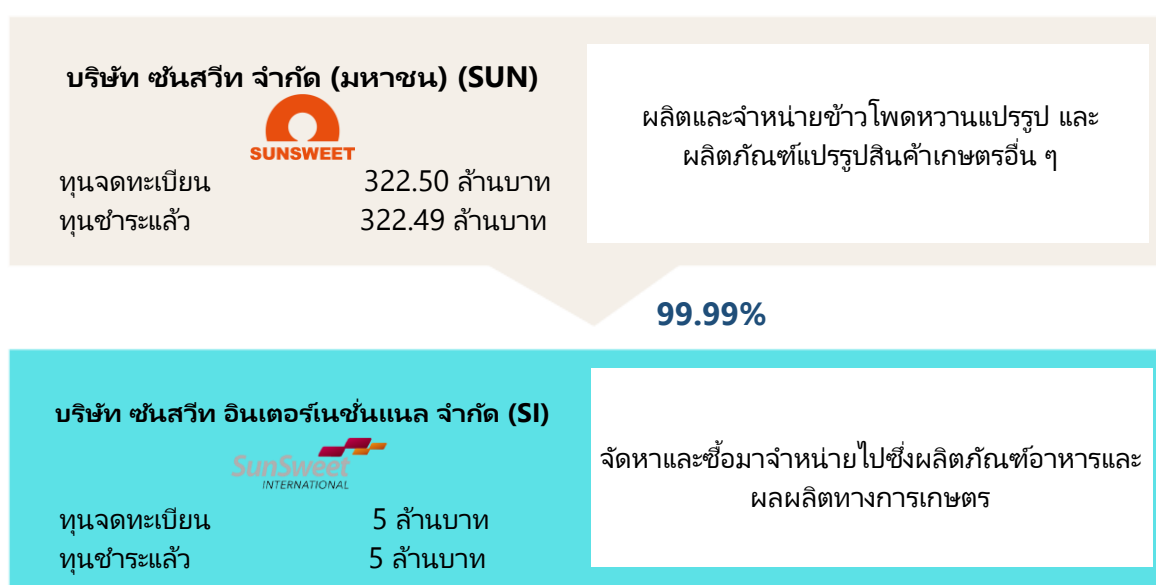 บริษัท ซันสวีท จำกัด (มหาชน) (SUN)
SUNSWEET
ทุนจดทะเบียน 322.50 ล้านบาท
ทุนชำระแล้ว 322.49 ล้านบาท
ผลิตและจำหน่ายข้าวโพดหวานแปรรูป และ
ผลิตภัณฑ์แปรรูปสินค้าเกษตรอื่น ๆ
99.99%
บริษัท ซันสวีท อินเตอร์เนชั่นแนล จำกัด (SI)
SunSweet
INTERNATIONAL
ทุนจดทะเบียน 5 ล้านบาท
ทุนชำระแล้ว 5 ล้านบาท
จัดหาและซื้อมาจำหน่ายไปซึ่งผลิตภัณฑ์อาหารและ
ผลผลิตทางการเกษตร